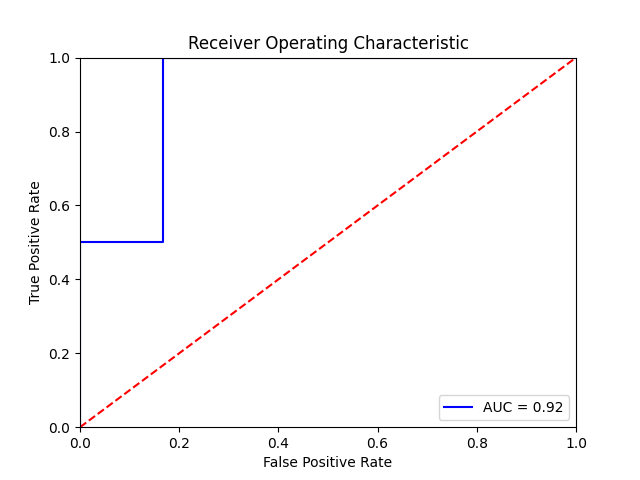 Receiver Operating Characteristic
True Positive Rate
1.0
0.8
0.6
0.4
0.2
0.0
AUC = 0.92
0.0 0.2 0.4 0.6 0.8 1.0
False Positive Rate